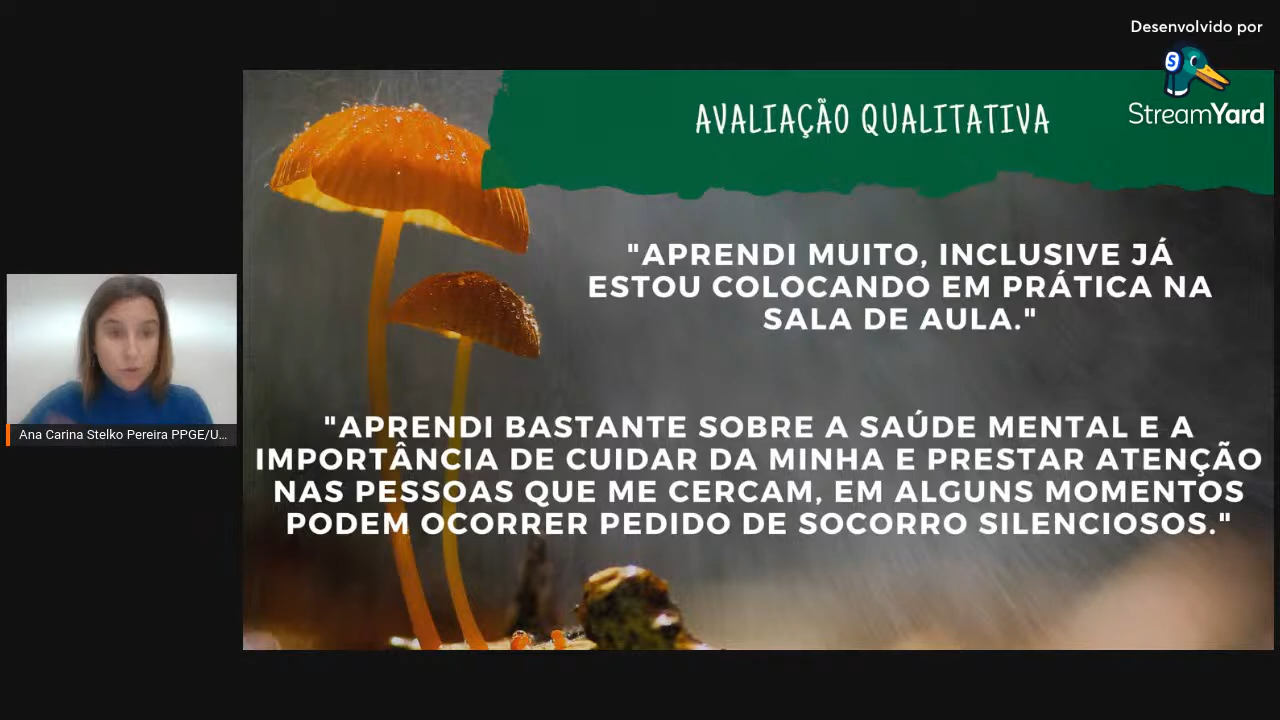 Desenvolvido por
StreamYard
AVALIAÇÃO QUALITATIVA
"APRENDI MUITO, INCLUSIVE JÁ
ESTOU COLOCANDO EM PRÁTICA NA
SALA DE AULA."
"APRENDI BASTANTE SOBRE A SAÚDE MENTAL E A
IMPORTÂNCIA DE CUIDAR DA MINHA E PRESTAR ATENÇÃO
NAS PESSOAS QUE ME CERCAM, EM ALGUNS MOMENTOS
PODEM OCORRER PEDIDO DE SOCORRO SILENCIOSOS."
Ana Carina Stelko Pereira PPGE/U...